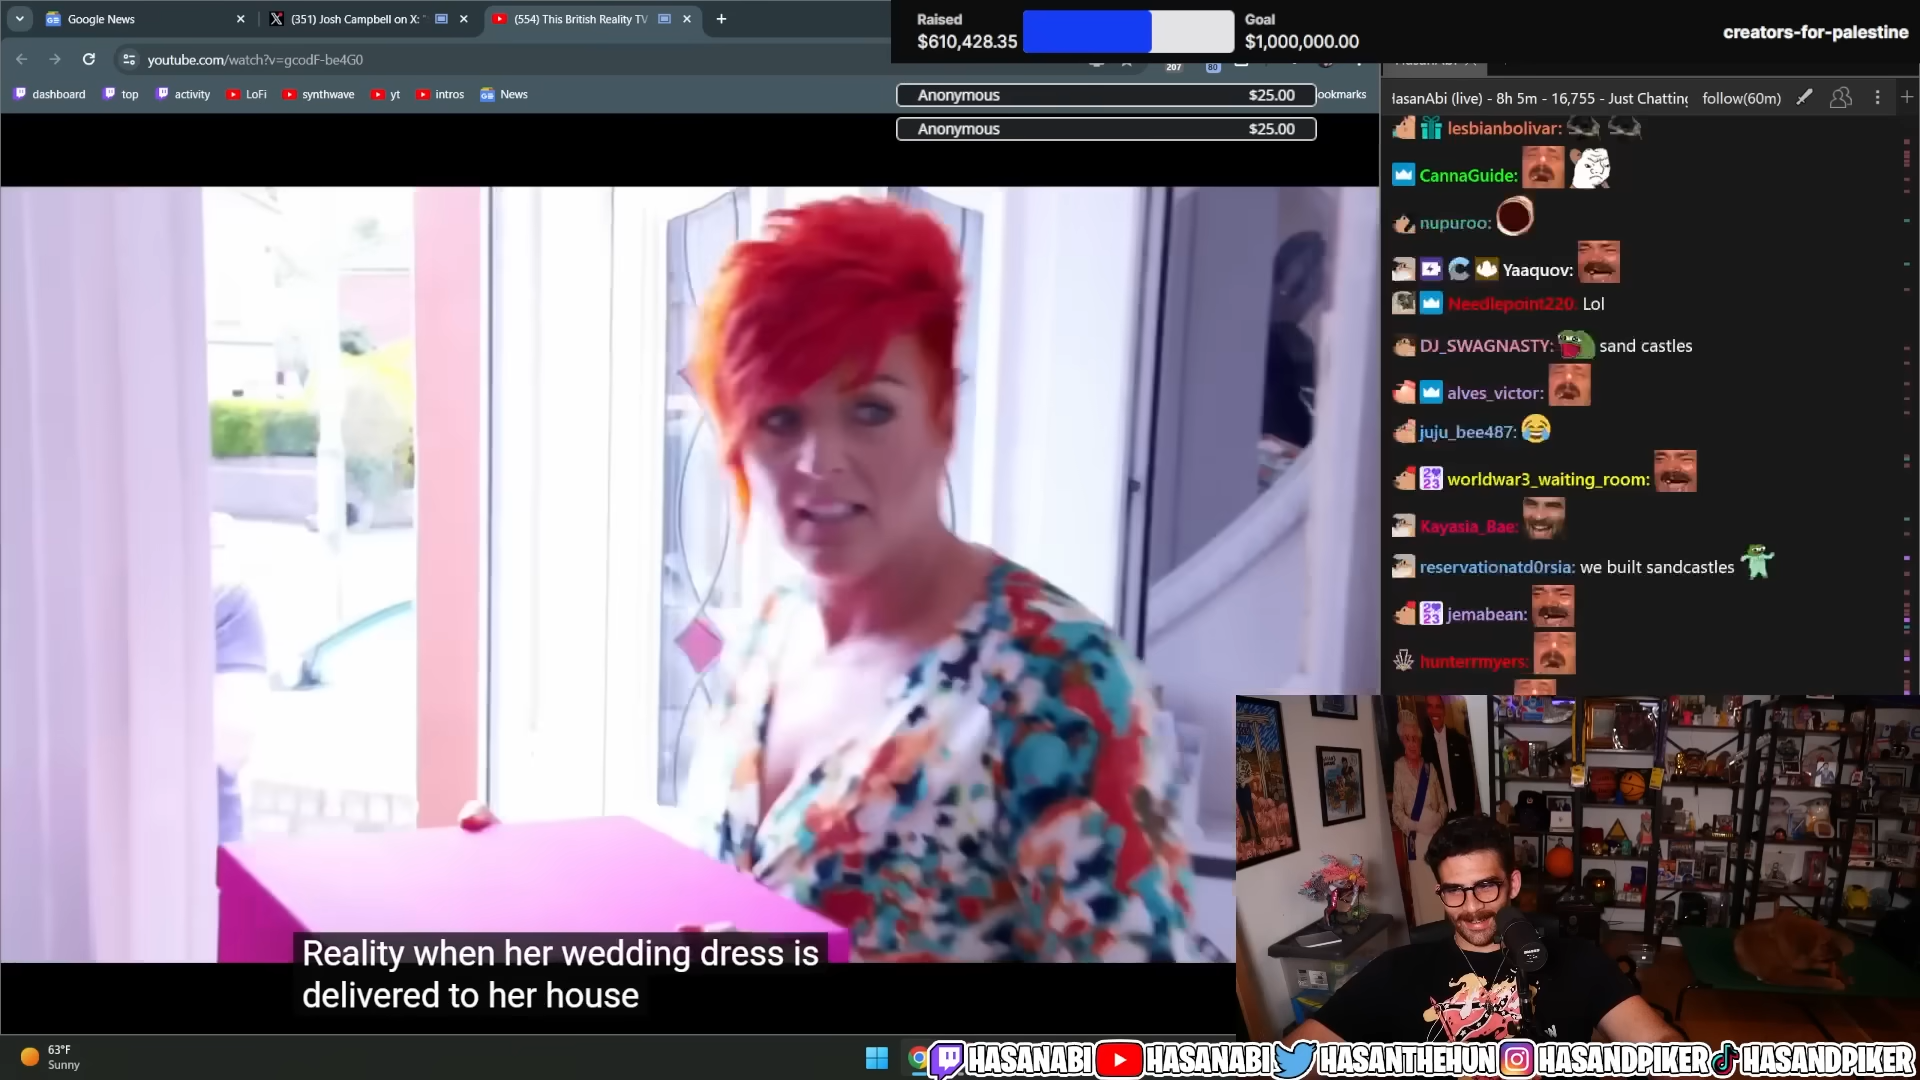 Google News
(351) Josh Campbell on X: "
(554) This British Reality TV
youtube.com/watch?v=gcodF-be4G0
207
80
dashboard
top
activity
LoFi
synthwave
yt
intros
News
ookmarks
Raised
$610,428.35
Goal
$1,000,000.00
creators-for-palestine
Anonymous $25.00
Anonymous $25.00
HasanAbi (live) - 8h 5m - 16,755 - Just Chatting
follow(60m)
lesbianbolivar:
CannaGuide:
nupuroo:
Yaaquov:
Needlepoint220: Lol
DJ_SWAGNASTY: sand castles
alves_victor:
juju_bee487:
worldwar3_waiting_room:
Kayasia_Bae:
reservationatd0rsia: we built sandcastles
jemabean:
hunterrmyers:
Reality when her wedding dress is
delivered to her house
63°F
Sunny
HASANABI HASANABI HASANTHEHUN HASANDPIKER HASANDPIKER